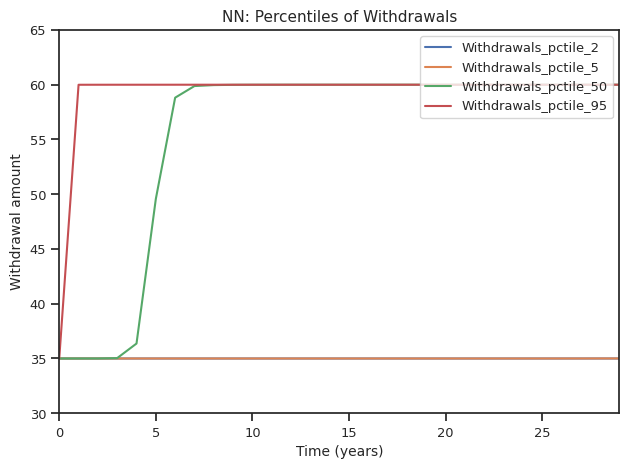 NN: Percentiles of Withdrawals
65
60
55
50
45
40
35
30
Withdrawal amount
Withdrawals_pctile_2
Withdrawals_pctile_5
Withdrawals_pctile_50
Withdrawals_pctile_95
0 5 10 15 20 25
Time (years)